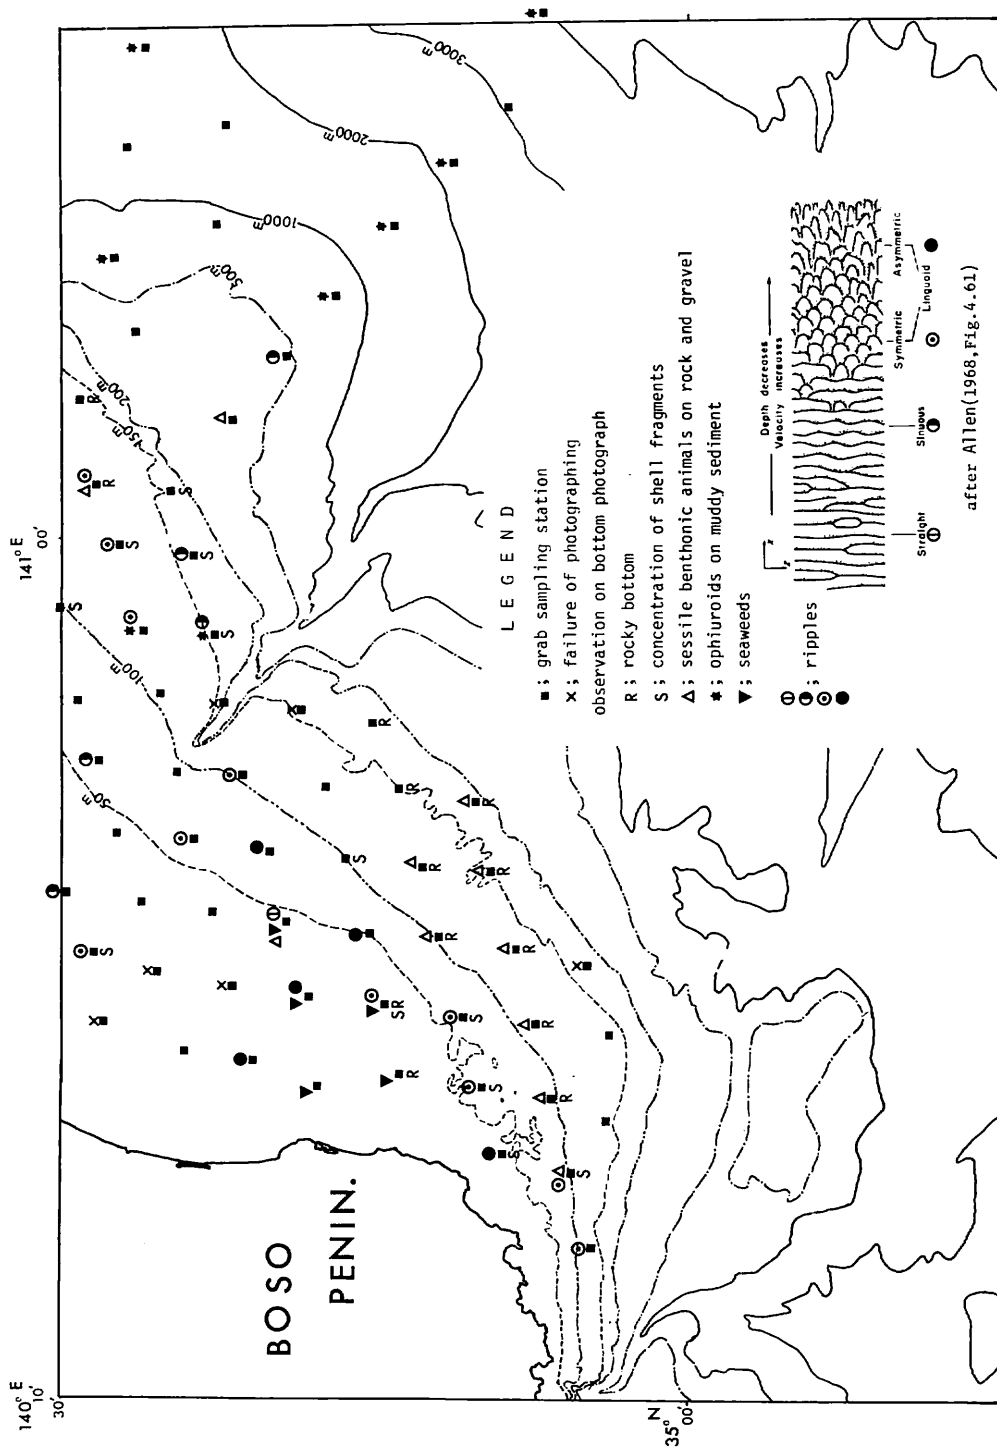 140° E
10'
141° E
00'
30'
N
35°
00'
BOSO
PENIN.
50m
100m
150m
200m
500m
1000m
2000m
3000m
S
R
R
S
S
S
S
S
S
R
R
R
R
R
S
R
R
R
SR
S
R
R
S
R
S
S
LEGEND
■ ; grab sampling station
× ; failure of photographing
observation on bottom photograph
R ; rocky bottom
S ; concentration of shell fragments
△ ; sessile benthonic animals on rock and gravel
★ ; ophiuroids on muddy sediment
▼ ; seaweeds
; ripples
Depth decreases
Velocity increases
Straight
Sinuous
Symmetric
Asymmetric
Linguoid
after Allen(1968,Fig.4.61)